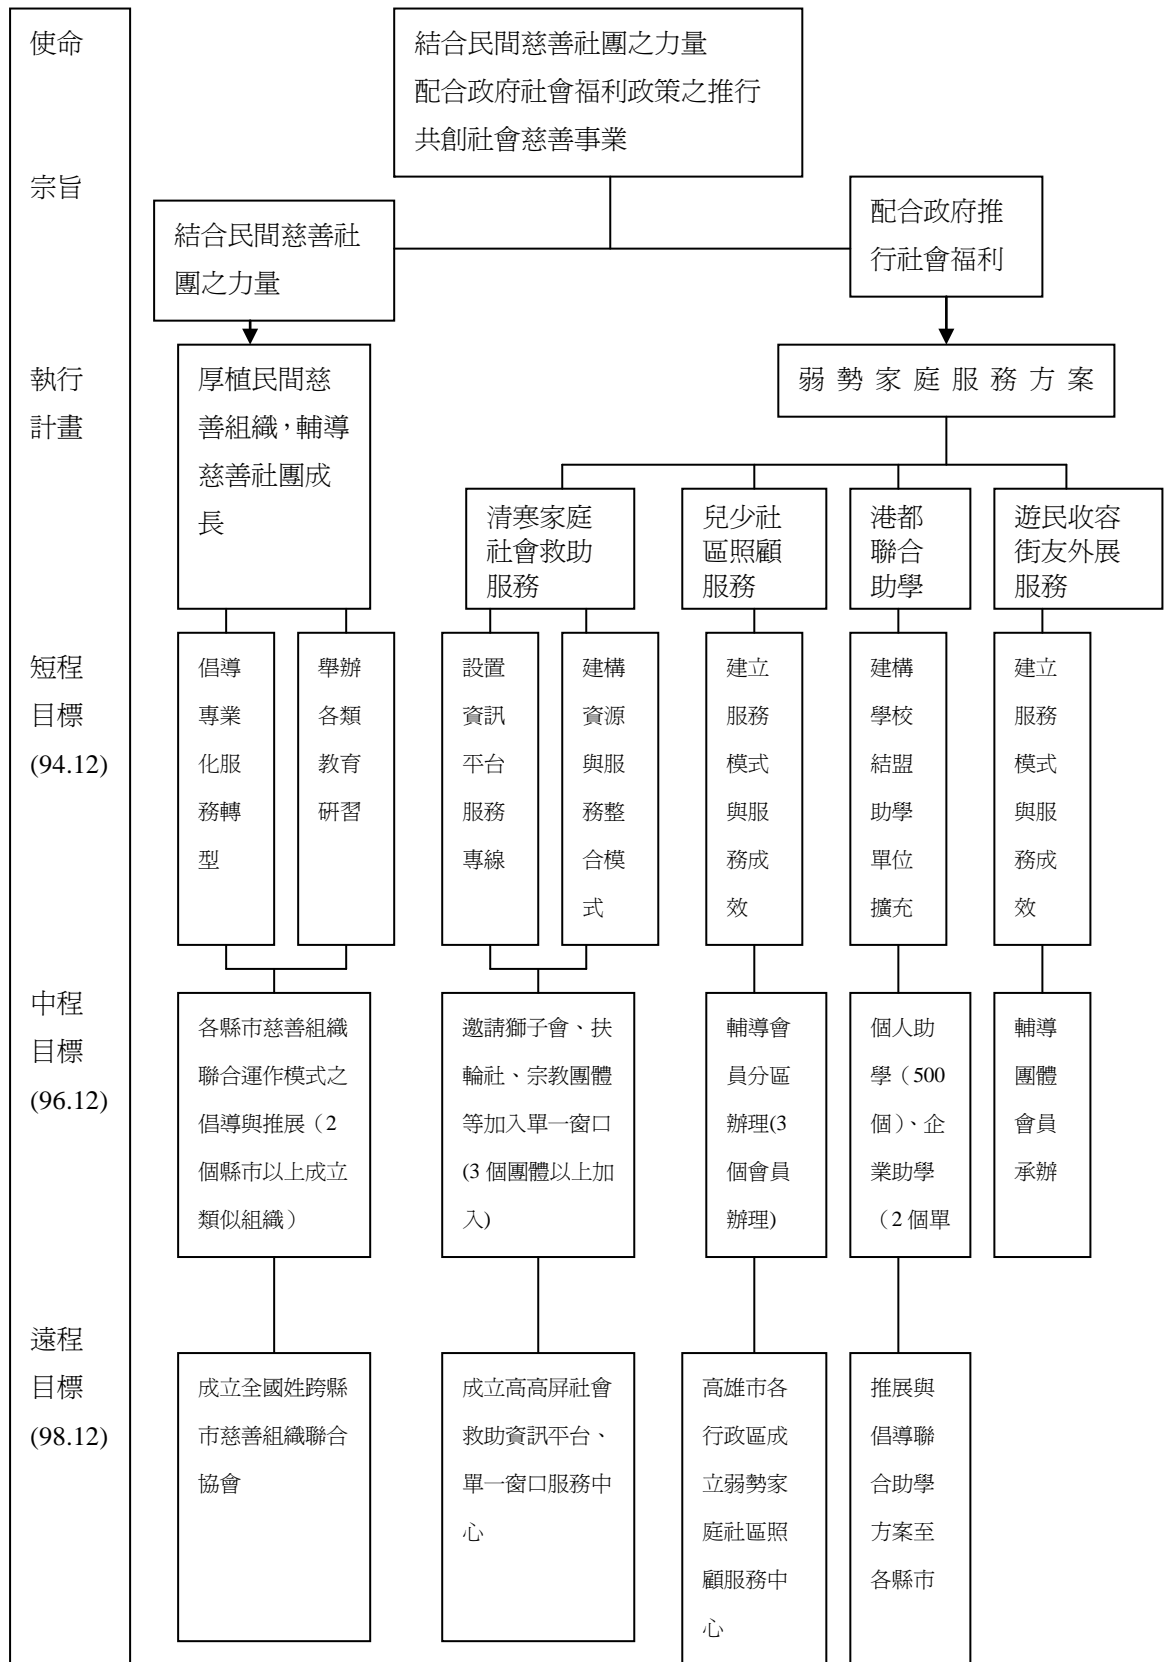 使命
結合民間慈善社團之力量
配合政府社會福利政策之推行
共創社會慈善事業
宗旨
結合民間慈善社
團之力量
配合政府推
行社會福利
執行
計畫
厚植民間慈
善組織，輔導
慈善社團成
長
弱勢家庭服務方案
清寒家庭
社會救助
服務
兒少社
區照顧
服務
港都
聯合
助學
遊民收容
街友外展
服務
短程
目標
(94.12)
倡導
專業
化服
務轉
型
舉辦
各類
教育
研習
設置
資訊
平台
服務
專線
建構
資源
與服
務整
合模
式
建立
服務
模式
與服
務成
效
建構
學校
結盟
助學
單位
擴充
建立
服務
模式
與服
務成
效
中程
目標
(96.12)
各縣市慈善組織
聯合運作模式之
倡導與推展（2
個縣市以上成立
類似組織）
邀請獅子會、扶
輪社、宗教團體
等加入單一窗口
(3 個團體以上加
入)
輔導會
員分區
辦理(3
個會員
辦理)
個人助
學（500
個）、企
業助學
（2 個單
輔導
團體
會員
承辦
遠程
目標
(98.12)
成立全國姓跨縣
市慈善組織聯合
協會
成立高高屏社會
救助資訊平台、
單一窗口服務中
心
高雄市各
行政區成
立弱勢家
庭社區照
顧服務中
心
推展與
倡導聯
合助學
方案至
各縣市